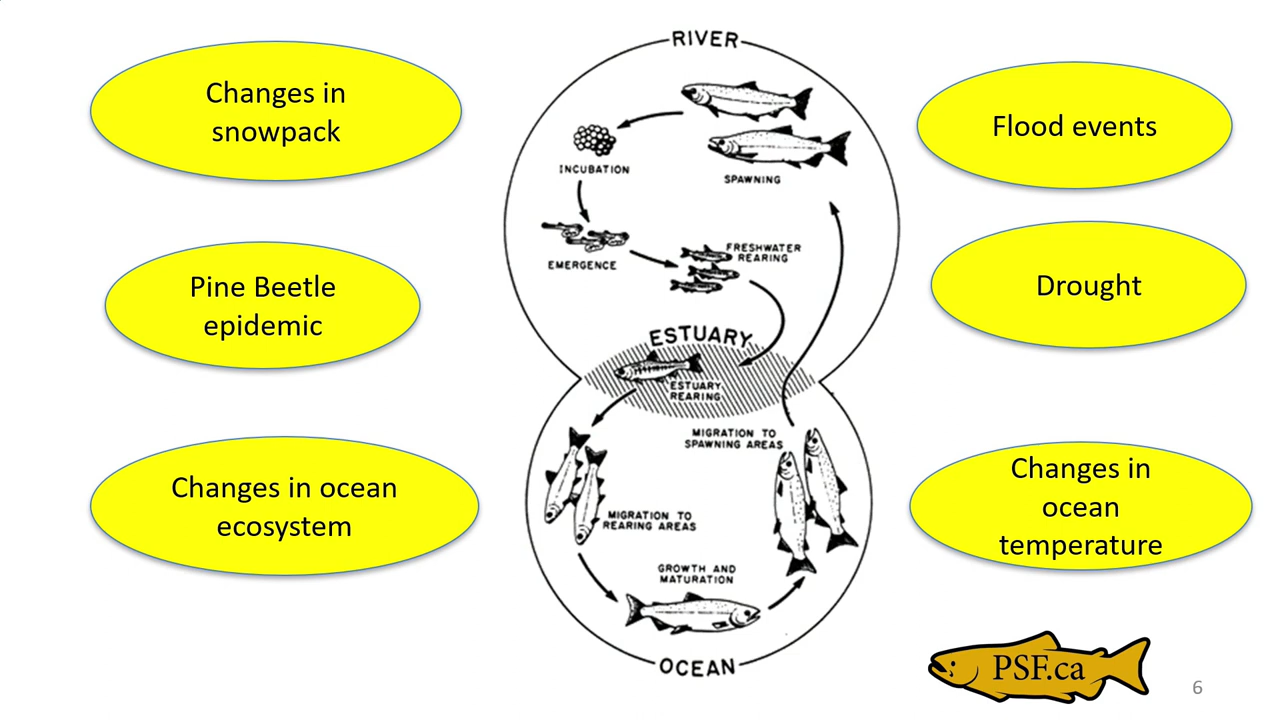 RIVER
Changes in
snowpack
Flood events
INCUBATION
SPAWNING
FRESHWATER
REARING
EMERGENCE
Pine Beetle
epidemic
Drought
ESTUARY
ESTUARY
REARING
MIGRATION TO
SPAWNING AREAS
Changes in ocean
ecosystem
Changes in
ocean
temperature
MIGRATION TO
REARING AREAS
GROWTH AND
MATURATION
OCEAN
PSF.ca
6